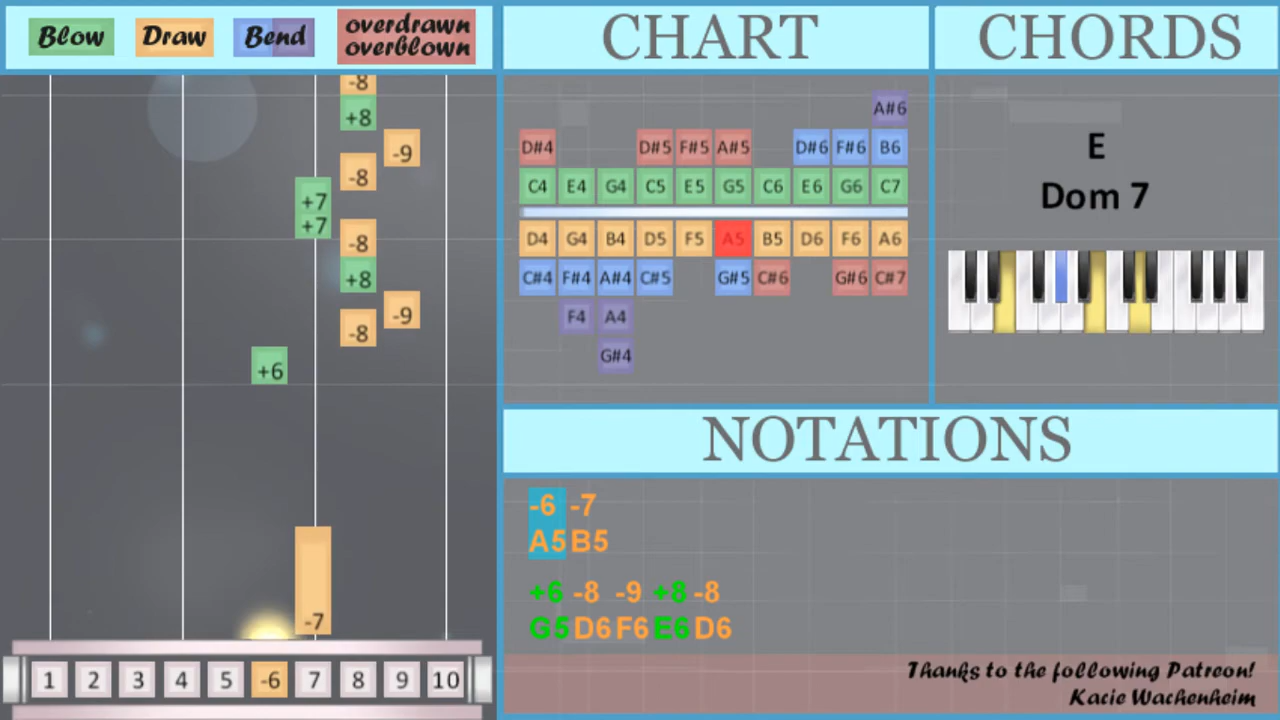 Blow Draw Bend overdrawn
overblown
CHART
CHORDS
-8
+8
-9
-8
+7
+7
-8
+8
-9
-8
+6
-7
1 2 3 4 5 -6 7 8 9 10
A#6
D#4 D#5 F#5 A#5 D#6 F#6 B6
C4 E4 G4 C5 E5 G5 C6 E6 G6 C7
D4 G4 B4 D5 F5 A5 B5 D6 F6 A6
C#4 F#4 A#4 C#5 G#5 C#6 G#6 C#7
F4 A4
G#4
E
Dom 7
NOTATIONS
-6 -7
A5 B5
+6 -8 -9 +8 -8
G5 D6 F6 E6 D6
Thanks to the following Patreon!
Kacie Wachenheim